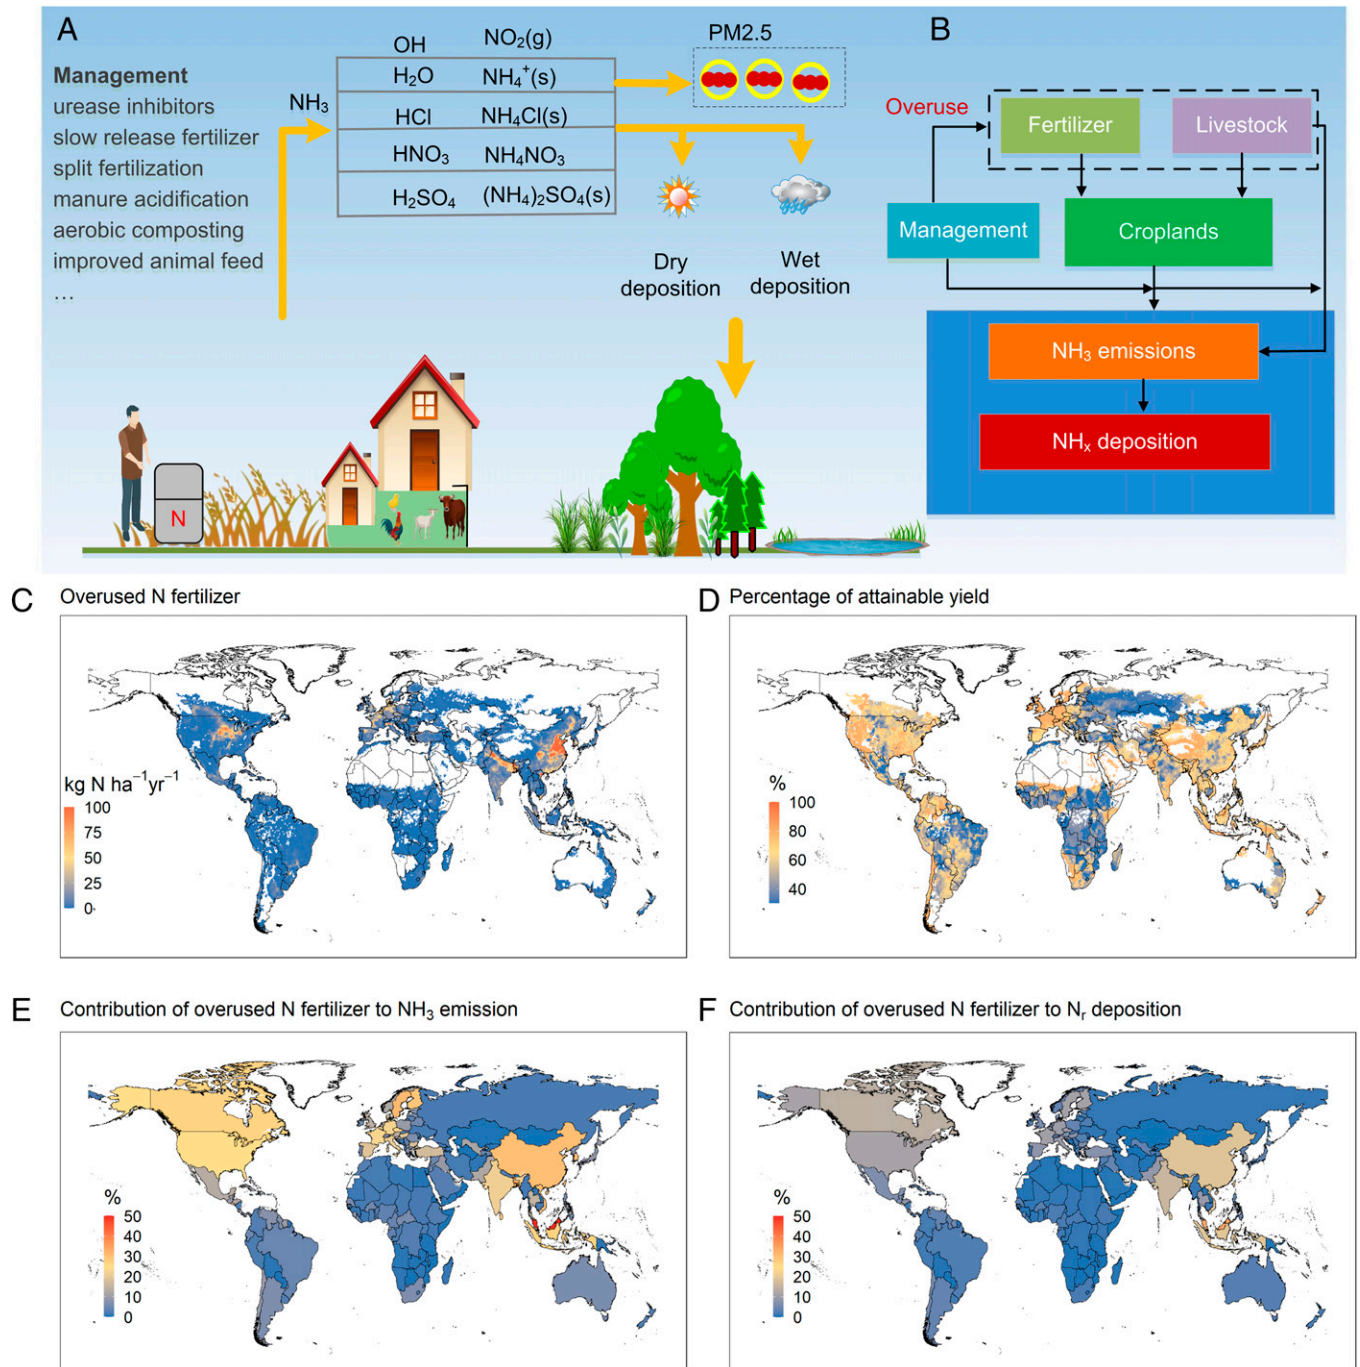 A
Management
urease inhibitors
slow release fertilizer
split fertilization
manure acidification
aerobic composting
improved animal feed
...
NH₃
OH NO₂(g)
H₂O NH₄⁺(s)
HCl NH₄Cl(s)
HNO₃ NH₄NO₃
H₂SO₄ (NH₄)₂SO₄(s)
PM2.5
Dry
deposition
Wet
deposition
N
B
Overuse
Fertilizer
Livestock
Management
Croplands
NH₃ emissions
NHₓ deposition
C Overused N fertilizer
kg N ha⁻¹yr⁻¹
100
75
50
25
0
D Percentage of attainable yield
%
100
80
60
40
E Contribution of overused N fertilizer to NH₃ emission
%
50
40
30
20
10
0
F Contribution of overused N fertilizer to Nᵣ deposition
%
50
40
30
20
10
0